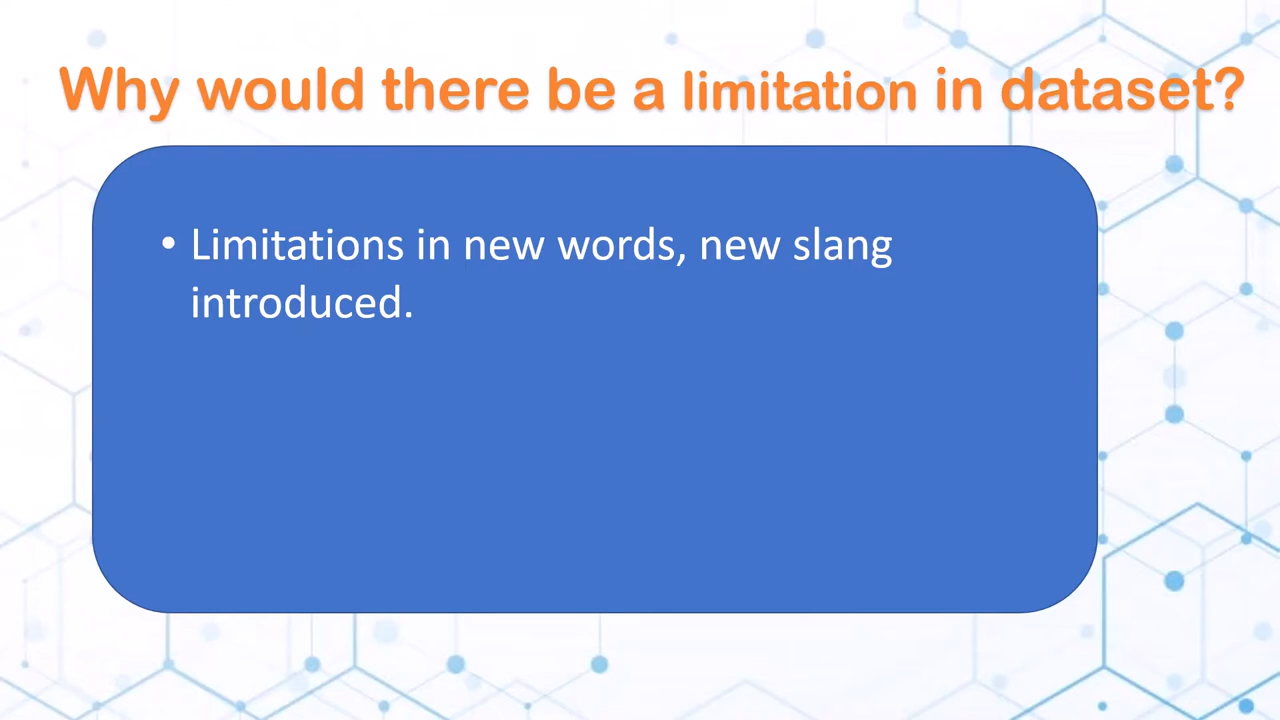 Why would there be a limitation in dataset?
• Limitations in new words, new slang
introduced.